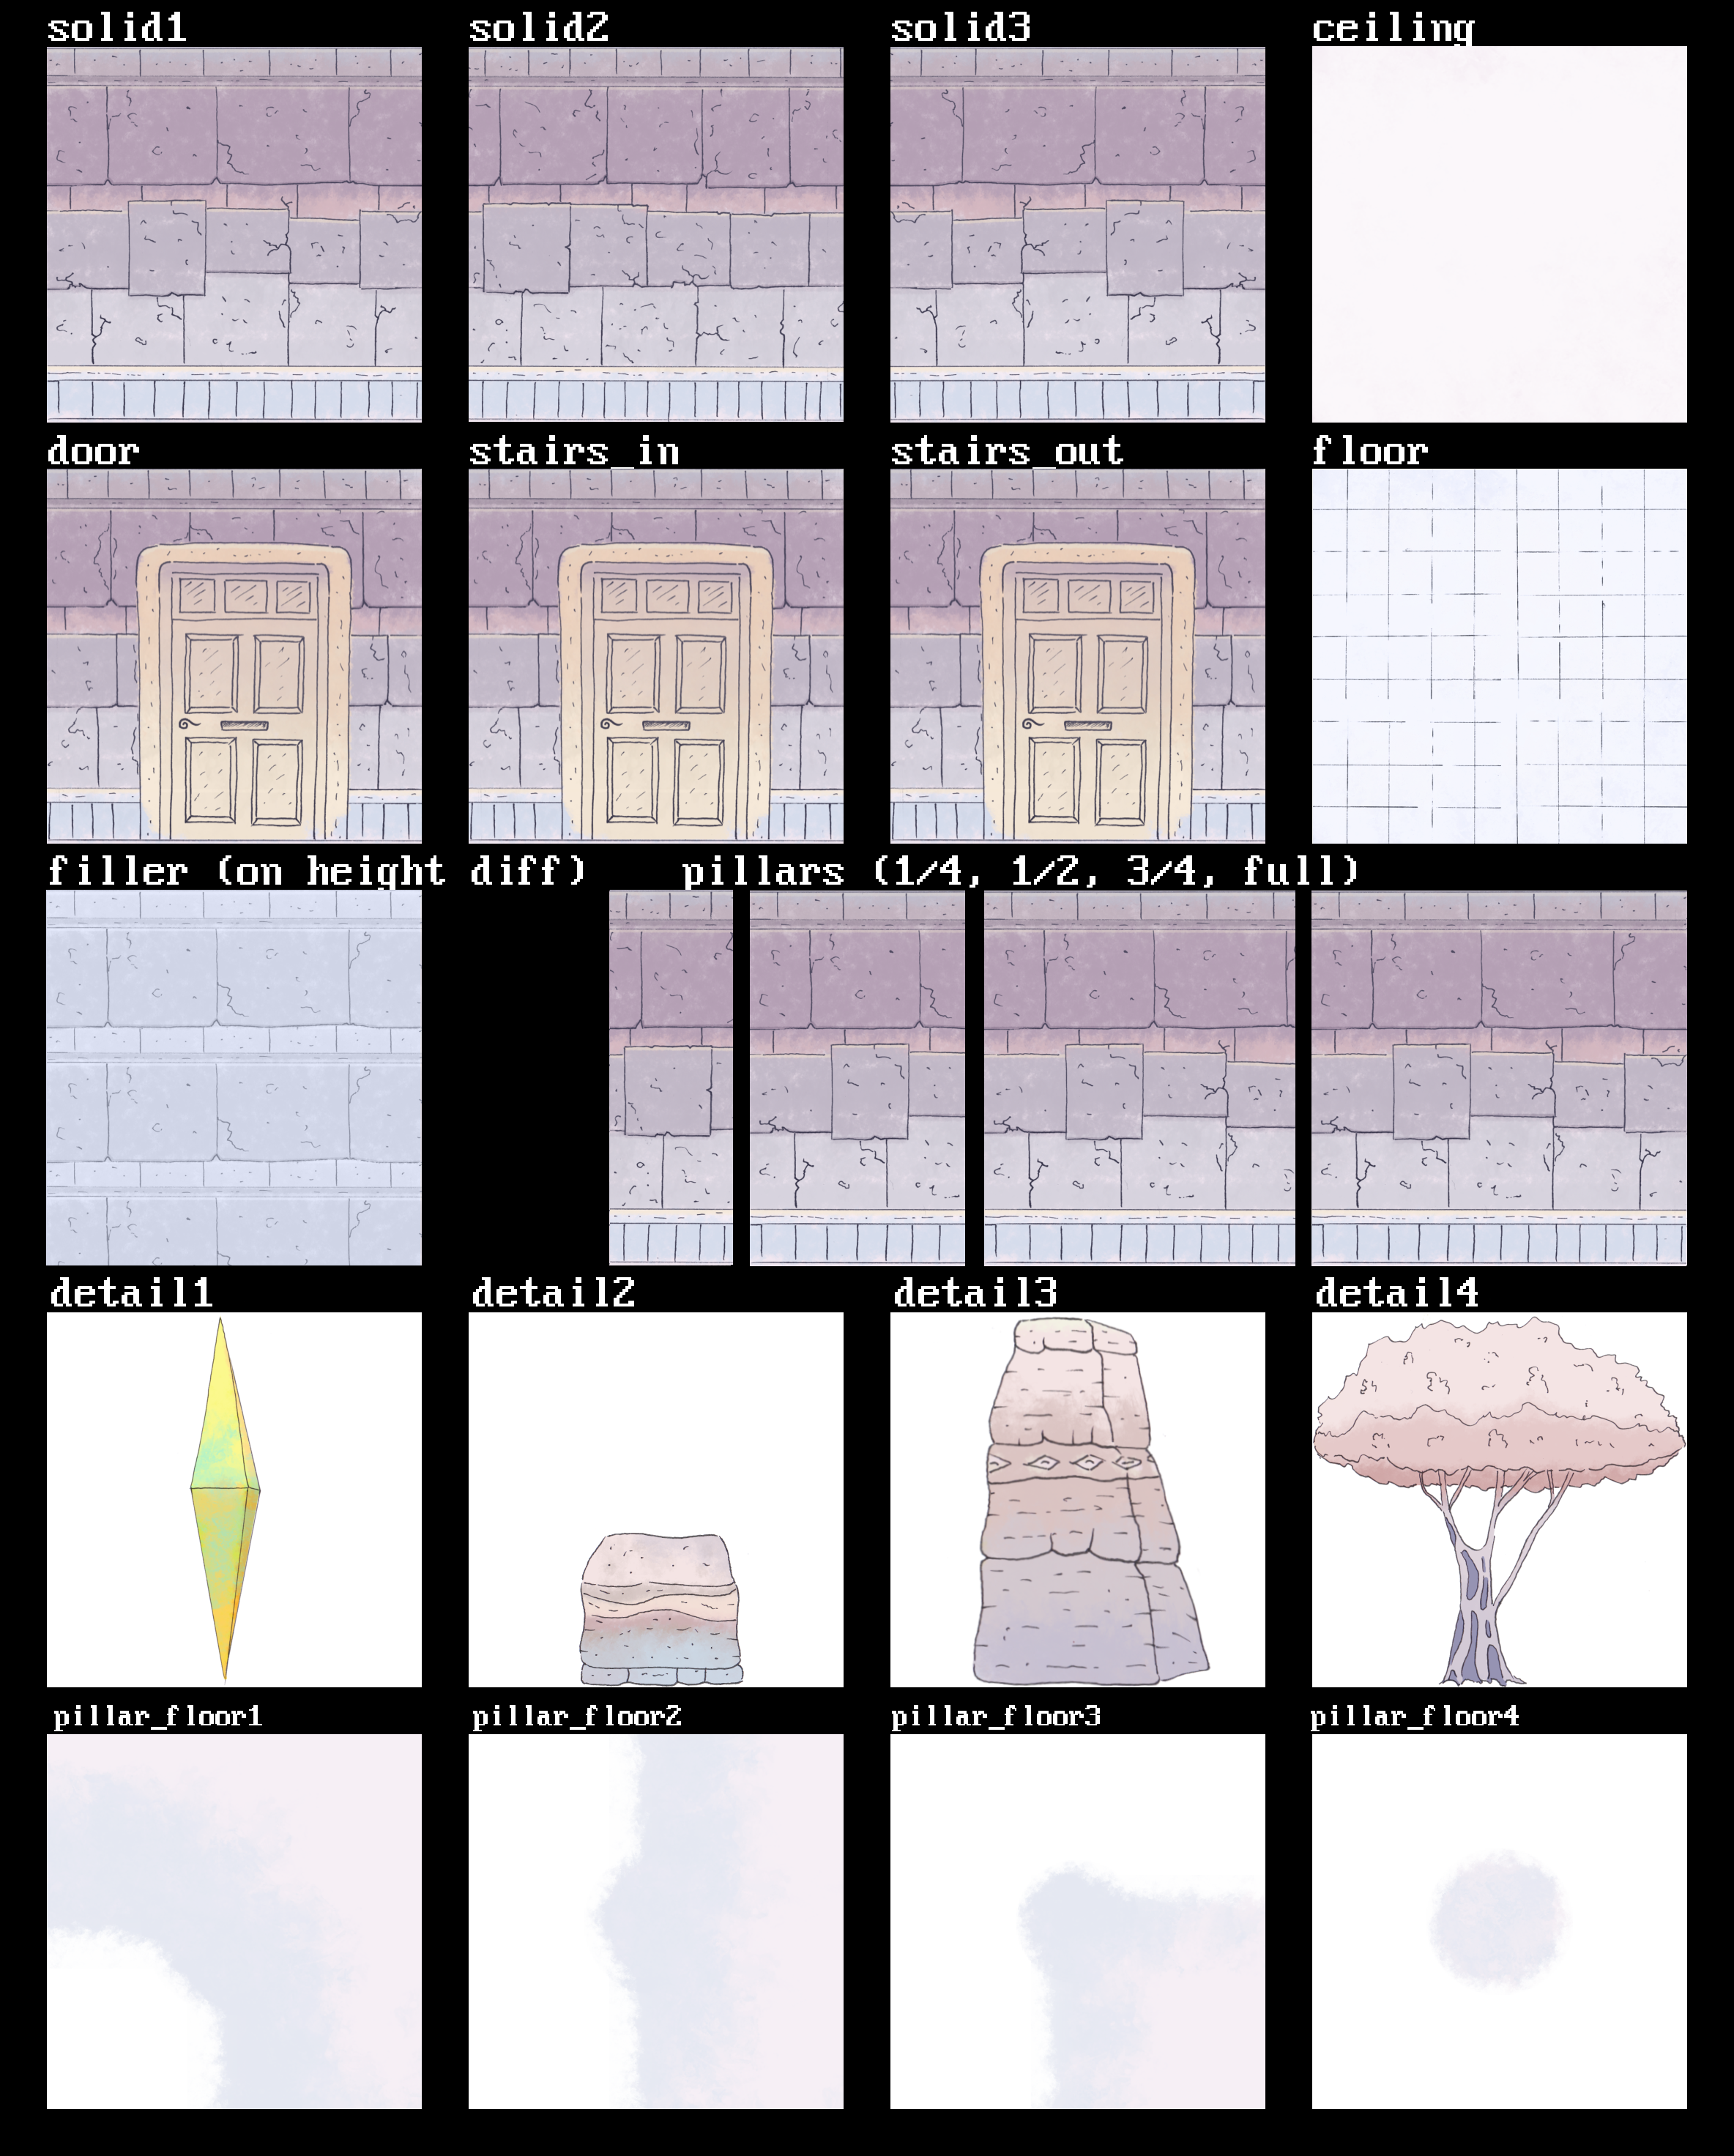 solid1 solid2 solid3 ceiling
door stairs_in stairs_out floor
filler (on height diff) pillars (1/4, 1/2, 3/4, full)
detail1 detail2 detail3 detail4
pillar_floor1 pillar_floor2 pillar_floor3 pillar_floor4